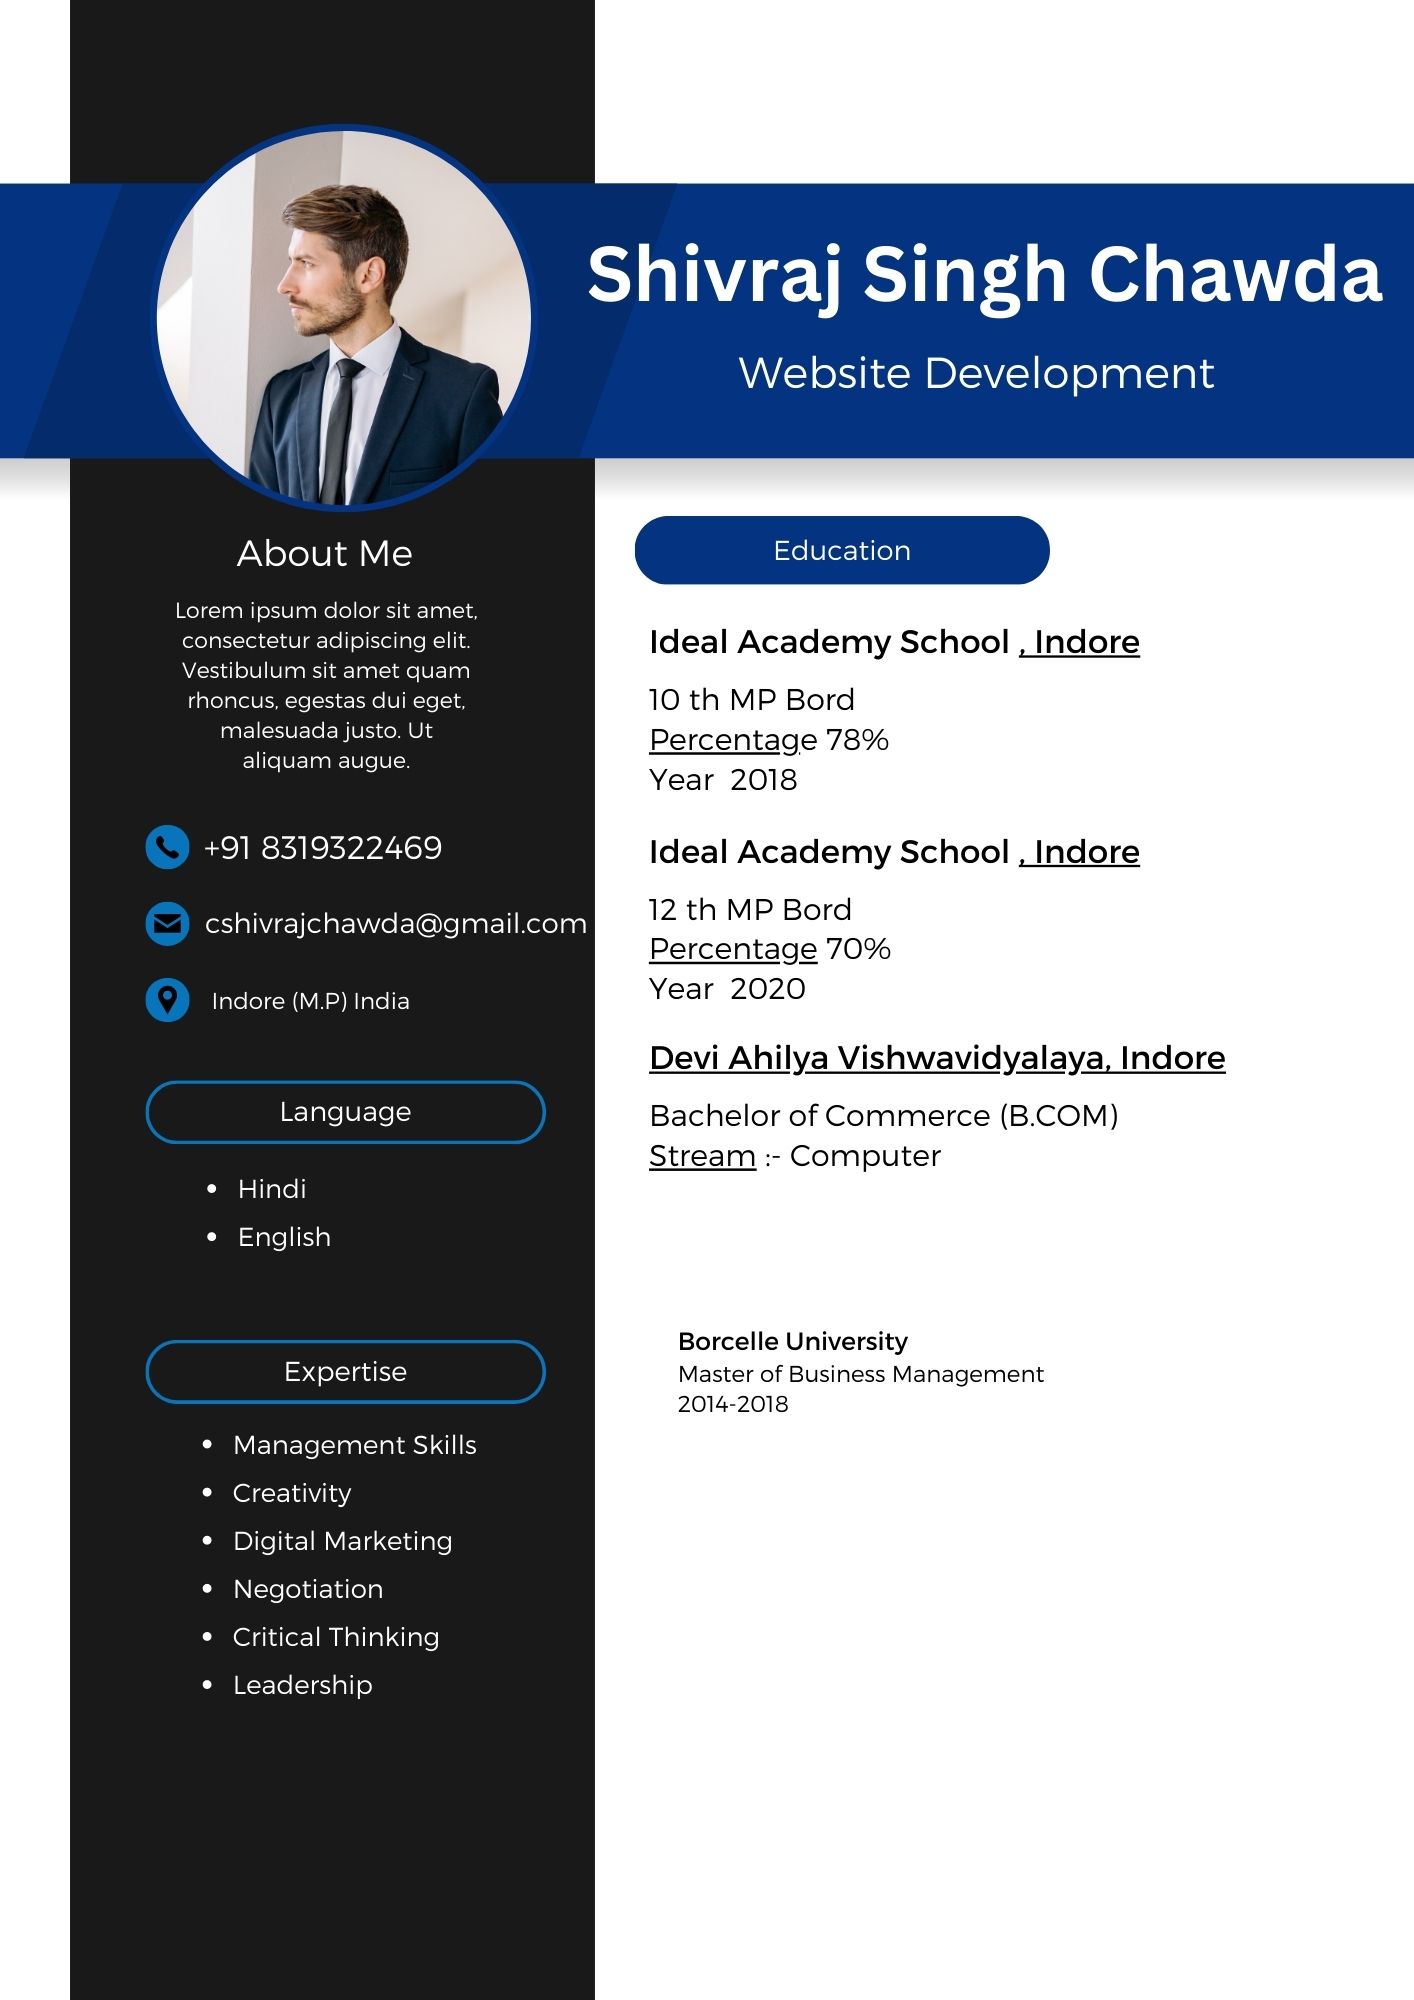 Shivraj Singh Chawda
Website Development
About Me
Lorem ipsum dolor sit amet,
consectetur adipiscing elit.
Vestibulum sit amet quam
rhoncus, egestas dui eget,
malesuada justo. Ut
aliquam augue.
+91 8319322469
cshivrajchawda@gmail.com
Indore (M.P) India
Language
• Hindi
• English
Expertise
• Management Skills
• Creativity
• Digital Marketing
• Negotiation
• Critical Thinking
• Leadership
Education
Ideal Academy School , Indore
10 th MP Bord
Percentage 78%
Year  2018
Ideal Academy School , Indore
12 th MP Bord
Percentage 70%
Year  2020
Devi Ahilya Vishwavidyalaya, Indore
Bachelor of Commerce (B.COM)
Stream :- Computer
Borcelle University
Master of Business Management
2014-2018